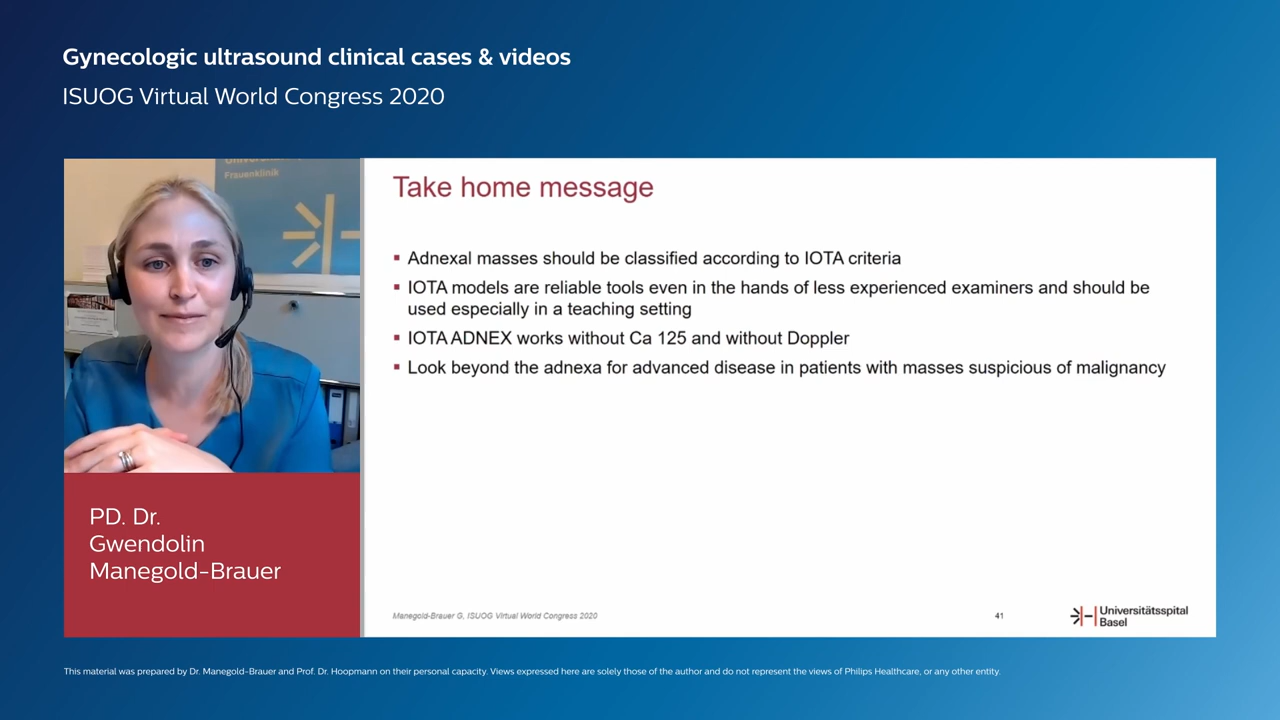 Gynecologic ultrasound clinical cases & videos
ISUOG Virtual World Congress 2020
Frauenklinik
Take home message
Adnexal masses should be classified according to IOTA criteria
IOTA models are reliable tools even in the hands of less experienced examiners and should be
used especially in a teaching setting
IOTA ADNEX works without Ca 125 and without Doppler
Look beyond the adnexa for advanced disease in patients with masses suspicious of malignancy
PD. Dr.
Gwendolin
Manegold-Brauer
Manegold-Brauer G, ISUOG Virtual World Congress 2020
41
Universitätsspital
Basel
This material was prepared by Dr. Manegold-Brauer and Prof. Dr. Hoopmann on their personal capacity. Views expressed here are solely those of the author and do not represent the views of Philips Healthcare, or any other entity.